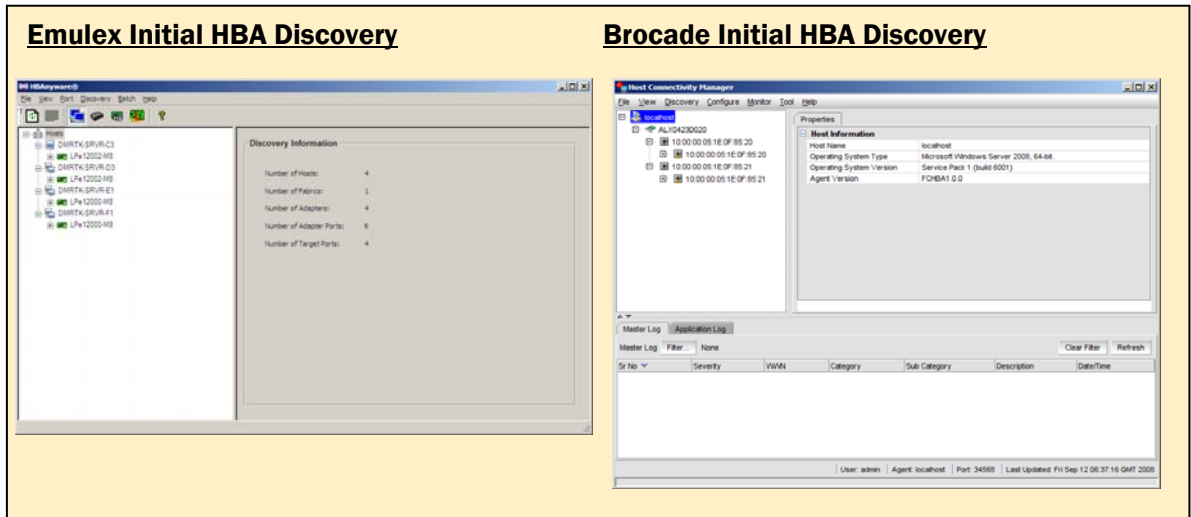 Emulex Initial HBA Discovery
Brocade Initial HBA Discovery
HBAnyware®
File View Port Discovery Batch Help
Hosts
DMRTK-SRVR-C3
LPe12002-M8
DMRTK-SRVR-D3
LPe12002-M8
DMRTK-SRVR-E1
LPe12000-M8
DMRTK-SRVR-F1
LPe12000-M8
Discovery Information
Number of Hosts: 4
Number of Fabrics: 1
Number of Adapters: 4
Number of Adapter Ports: 6
Number of Target Ports: 4
Host Connectivity Manager
File View Discovery Configure Monitor Tool Help
localhost
ALX0423D020
10:00:00:05:1E:0F:85:20
10:00:00:05:1E:0F:85:20
10:00:00:05:1E:0F:85:21
10:00:00:05:1E:0F:85:21
Properties
Host Information
Host Name localhost
Operating System Type Microsoft Windows Server 2008, 64-bit.
Operating System Version Service Pack 1 (build 6001)
Agent Version FCHBA1.0.0
Master Log Application Log
Master Log Filter... None Clear Filter Refresh
Sr No Severity WWN Category Sub Category Description Date/Time
User: admin Agent: localhost Port: 34568 Last Updated: Fri Sep 12 06:37:16 GMT 2008